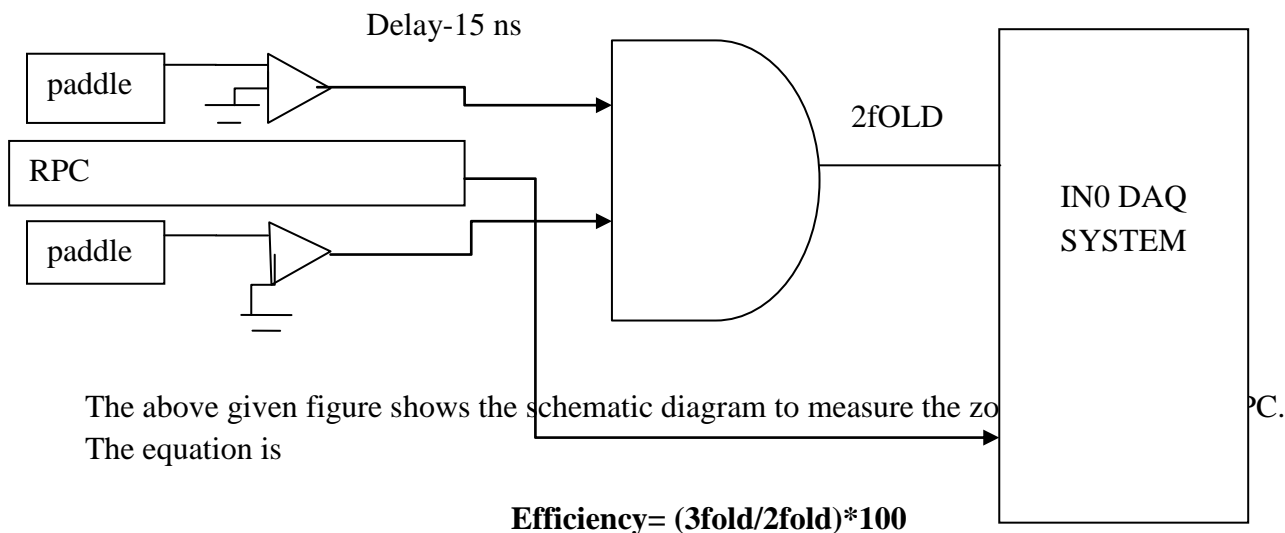 Delay-15 ns
paddle
2fOLD
RPC
IN0 DAQ
SYSTEM
paddle
The above given figure shows the schematic diagram to measure the PC.
The equation is
Efficiency= (3fold/2fold)*100